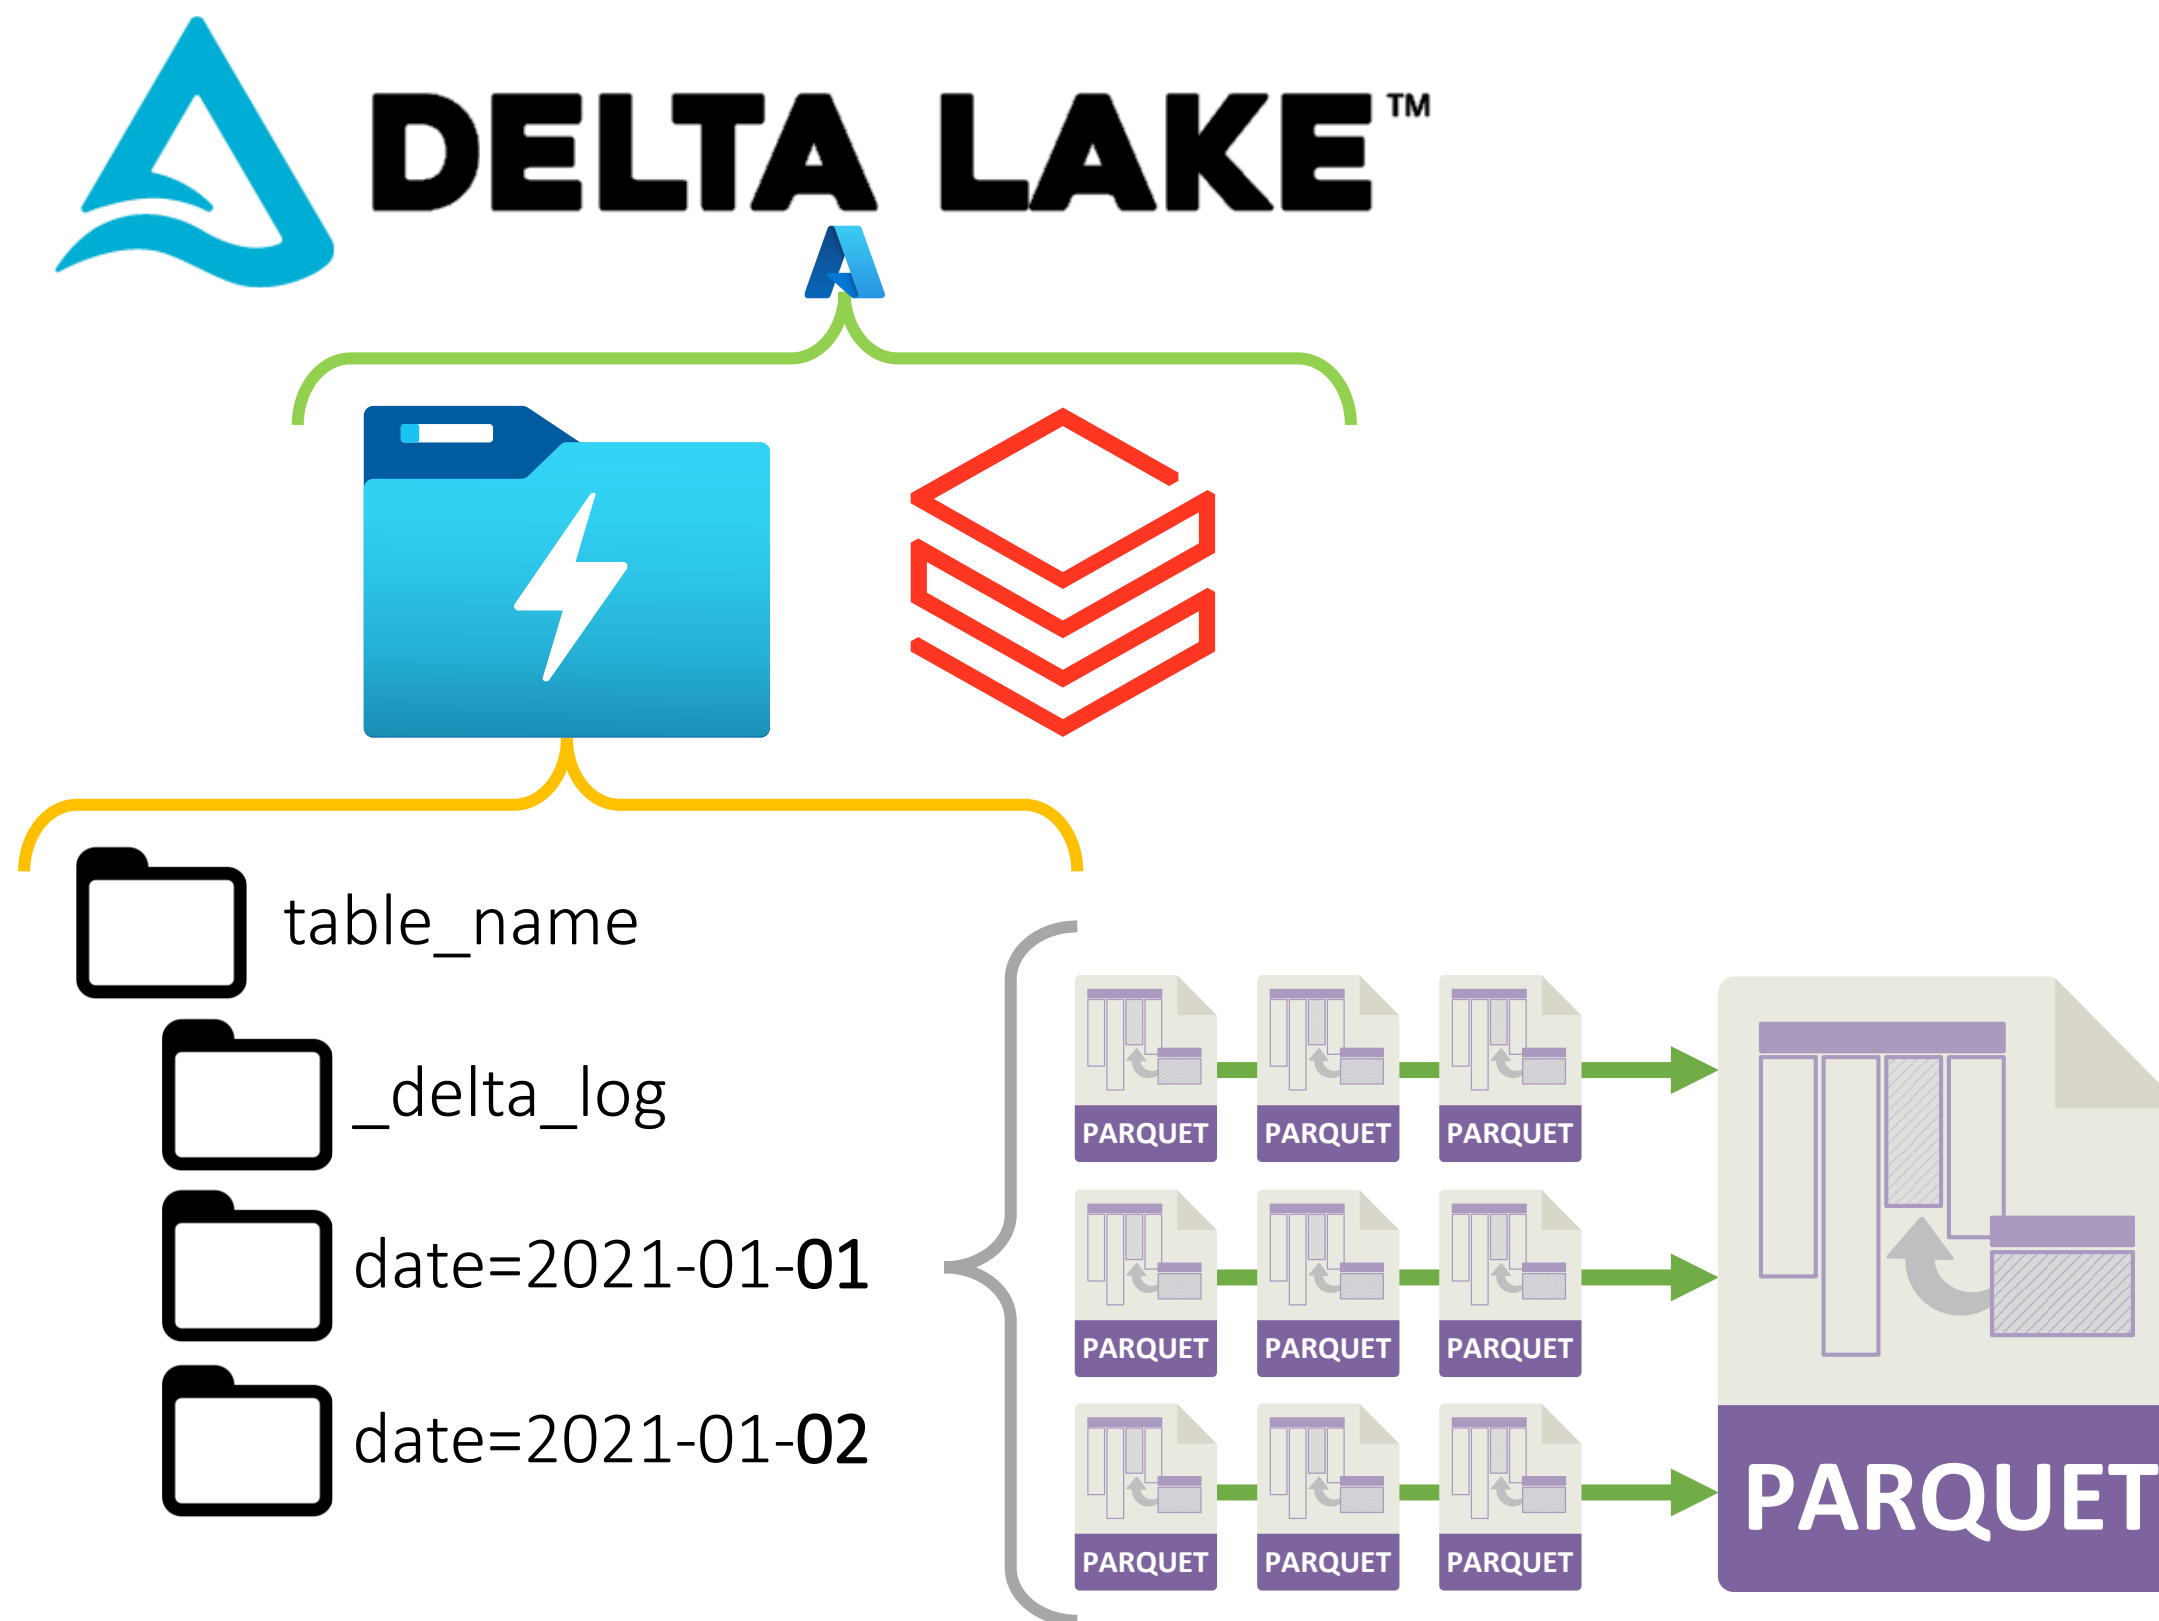 DELTA LAKE™
table_name
_delta_log
date=2021-01-01
date=2021-01-02
PARQUET PARQUET PARQUET
PARQUET PARQUET PARQUET
PARQUET PARQUET PARQUET
PARQUET